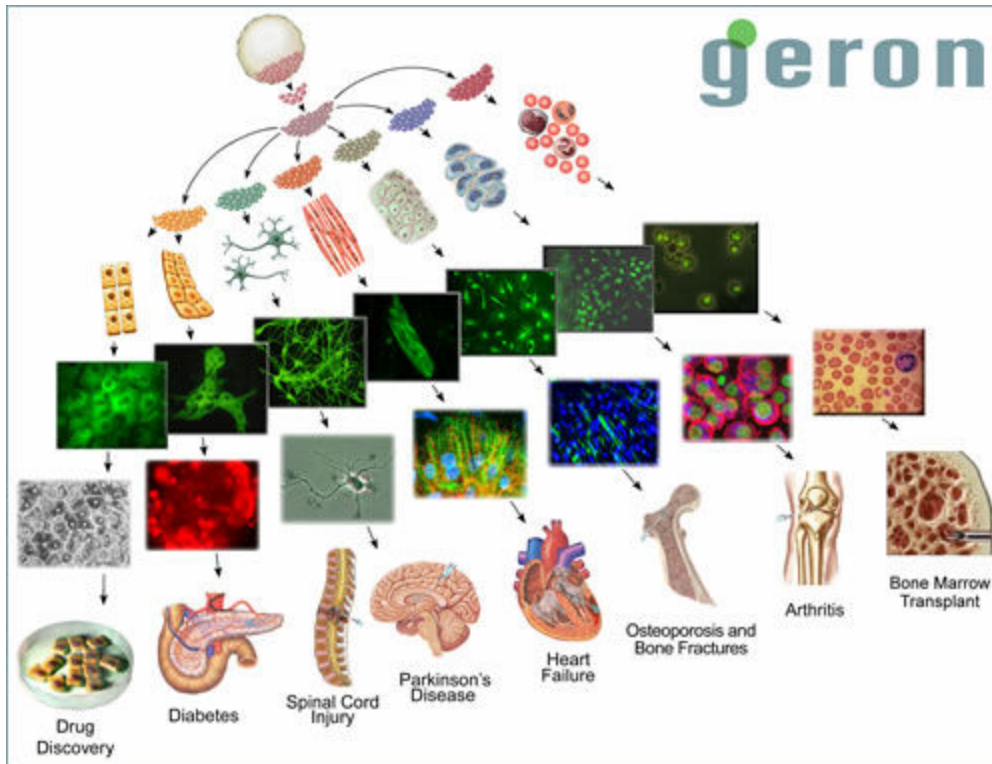 geron
Bone Marrow
Transplant
Arthritis
Osteoporosis and
Bone Fractures
Heart
Failure
Parkinson's
Disease
Spinal Cord
Injury
Diabetes
Drug
Discovery